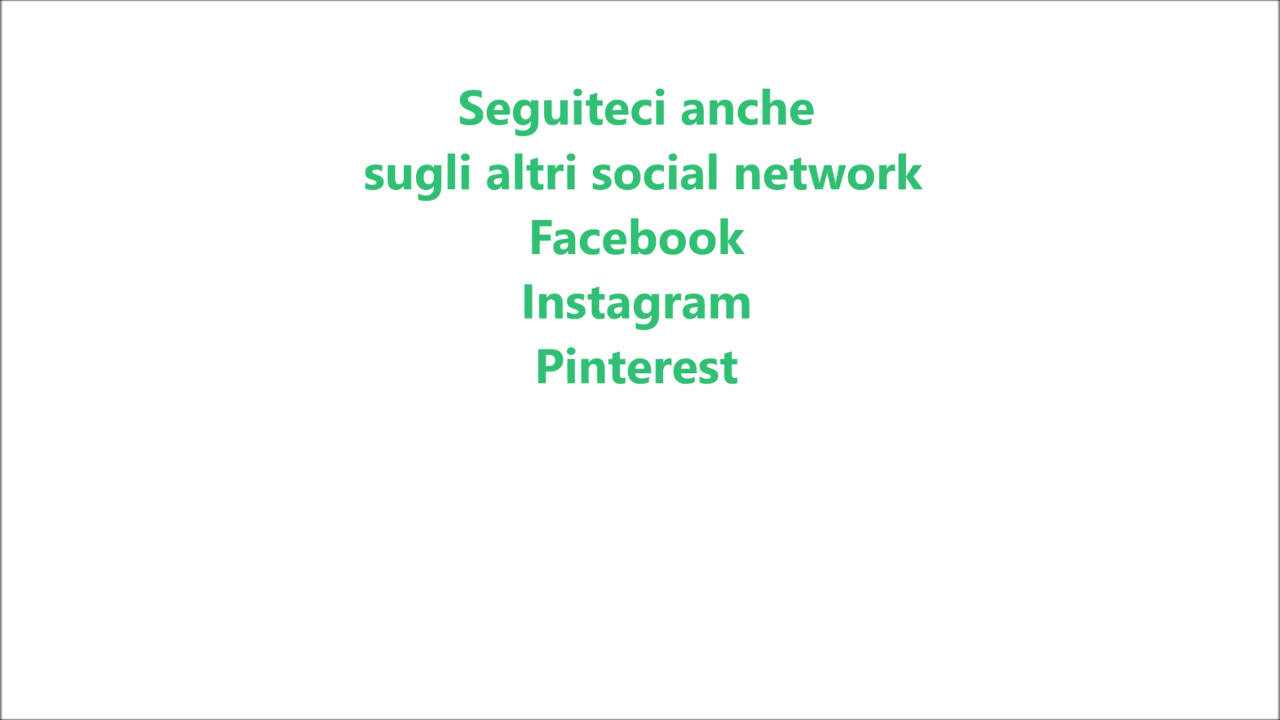 Seguiteci anche
sugli altri social network
Facebook
Instagram
Pinterest